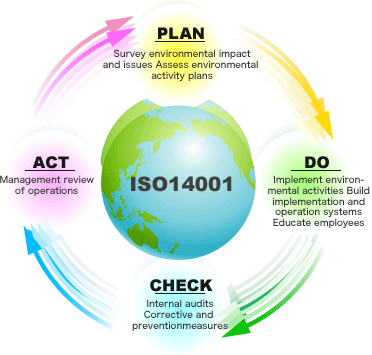 PLAN
Survey environmental impact
and issues Assess environmental
activity plans
DO
Implement environ-
mental activities Build
implementation and
operation systems
Educate employees
CHECK
Internal audits
Corrective and
preventionmeasures
ACT
Management review
of operations
ISO14001